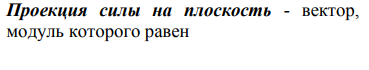 Проекция силы на плоскость - вектор,
модуль которого равен